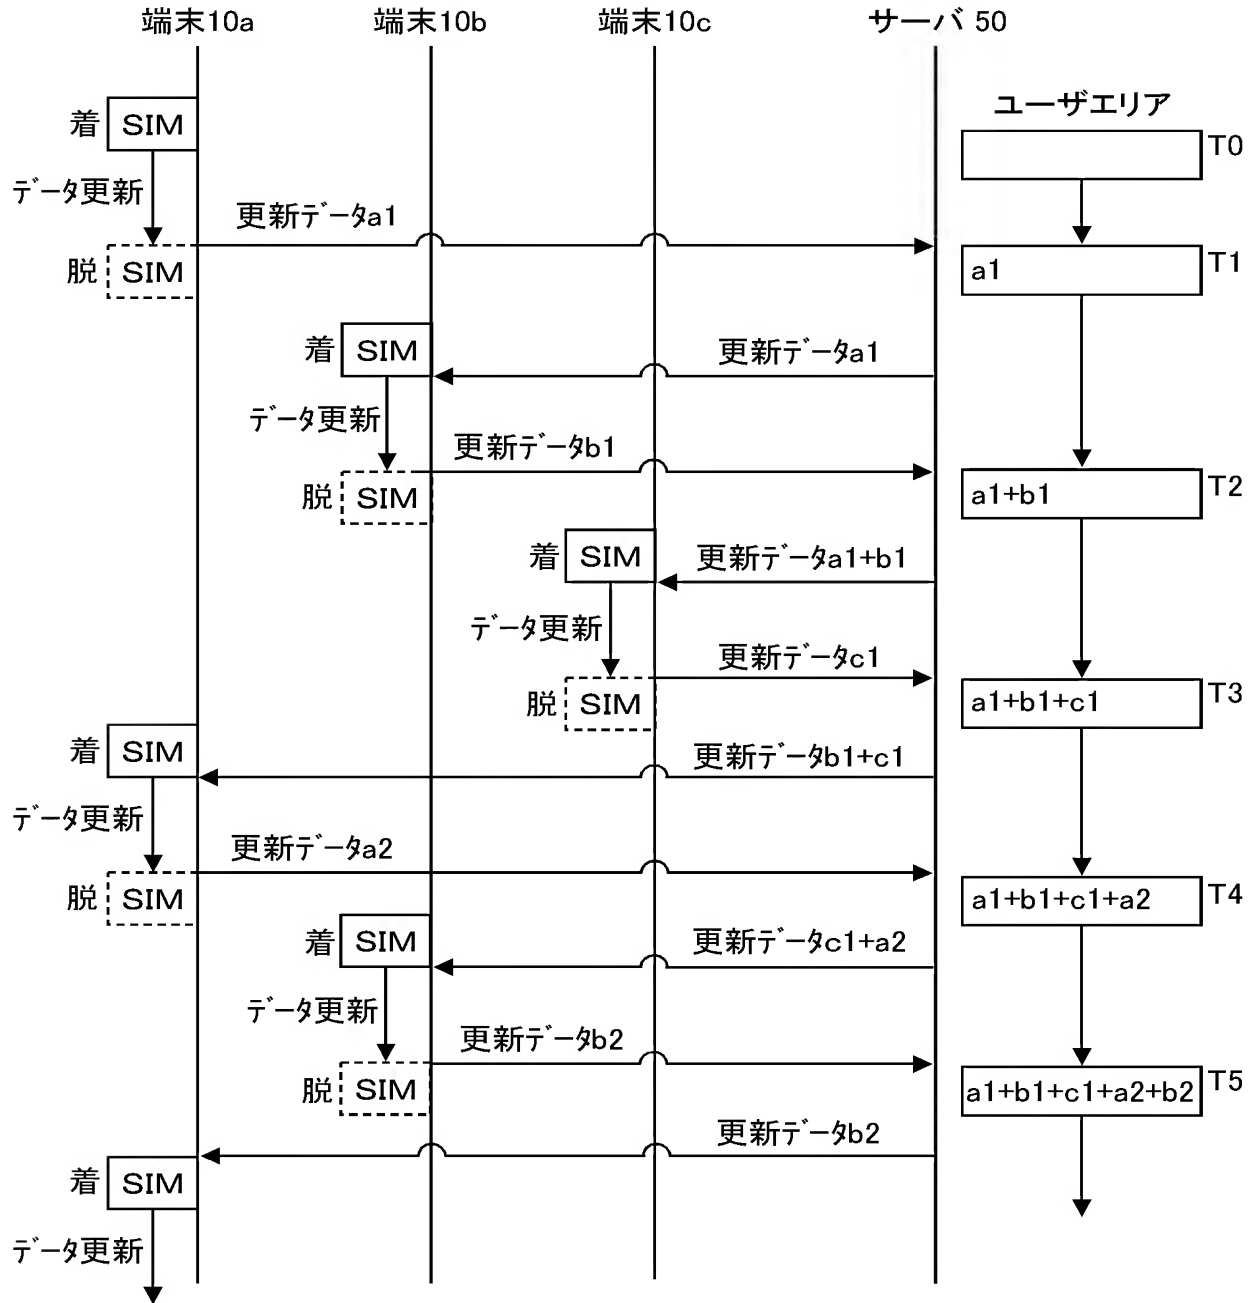 端末10a 端末10b 端末10c サーバ 50
ユーザエリア
着 SIM
T0
データ更新
更新データa1
脱 SIM
a1 T1
着 SIM 更新データa1
データ更新
更新データb1
脱 SIM
a1+b1 T2
着 SIM 更新データa1+b1
データ更新
更新データc1
脱 SIM
a1+b1+c1 T3
着 SIM 更新データb1+c1
データ更新
更新データa2
脱 SIM
a1+b1+c1+a2 T4
着 SIM 更新データc1+a2
データ更新
更新データb2
脱 SIM
a1+b1+c1+a2+b2 T5
更新データb2
着 SIM
データ更新